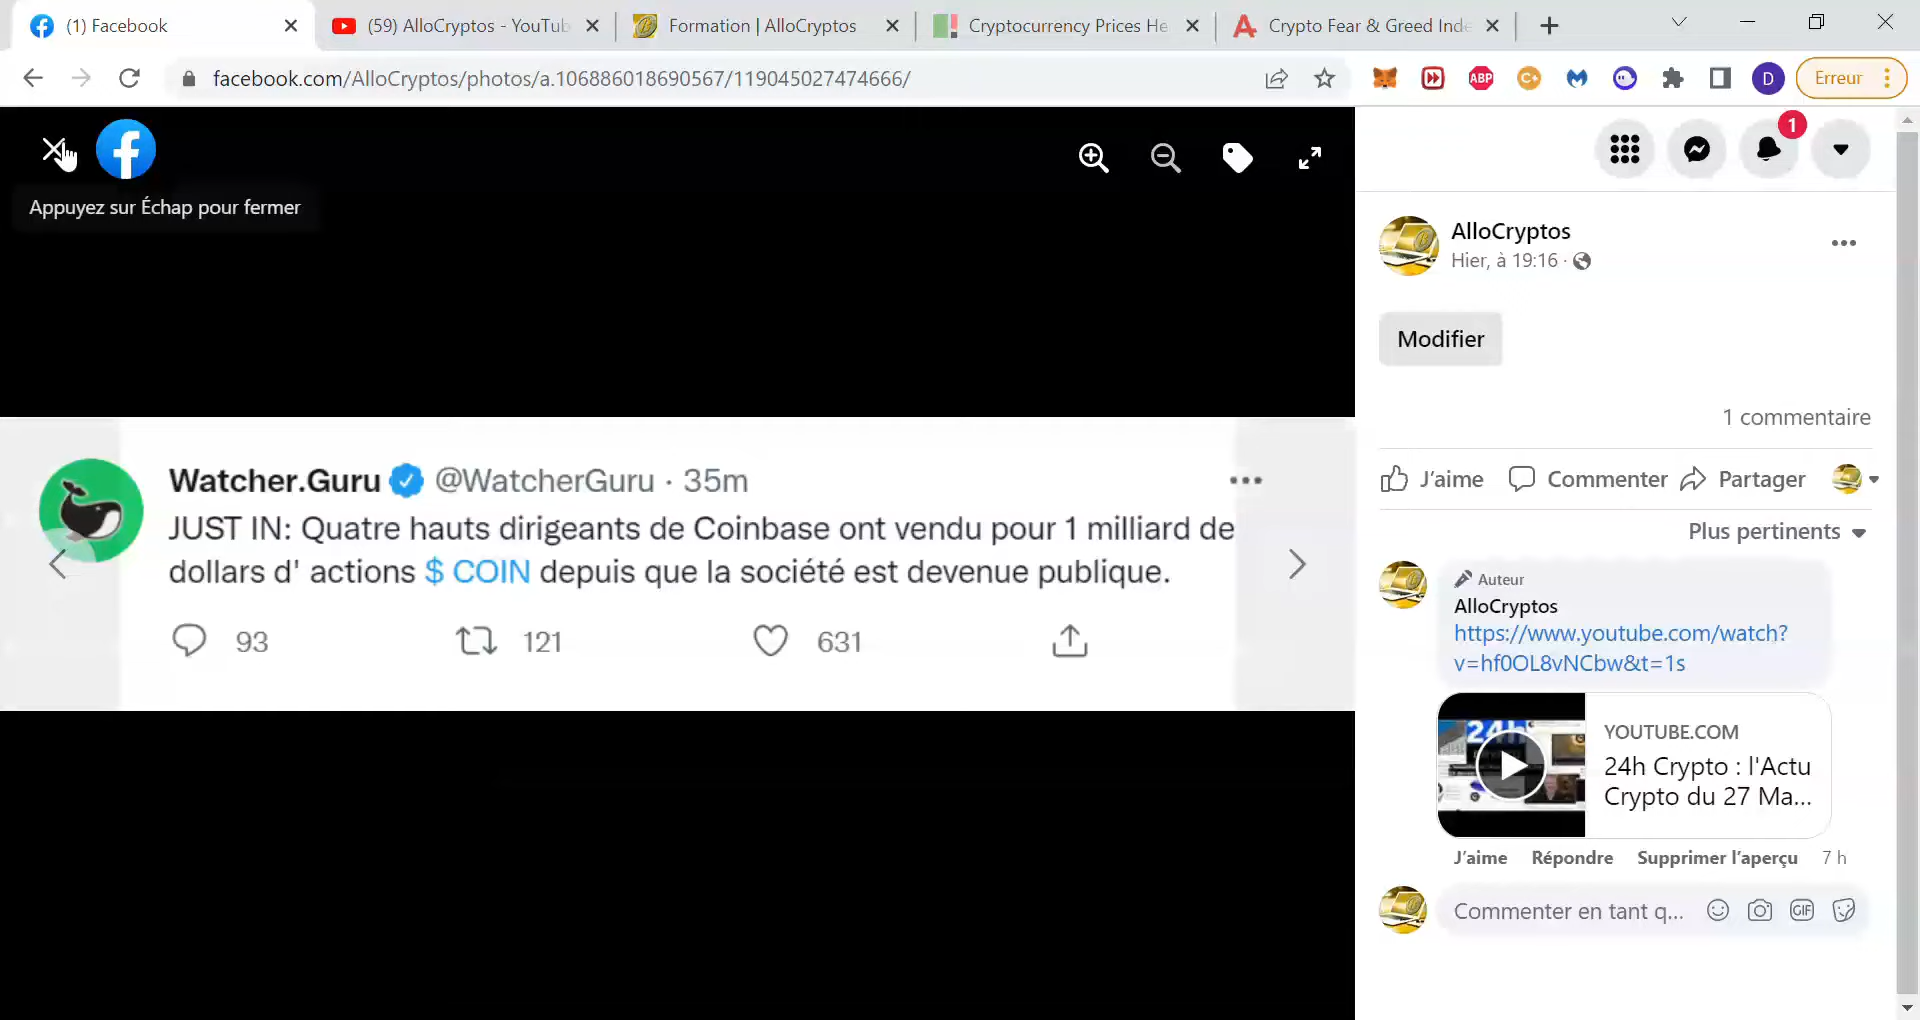 (1) Facebook
(59) AlloCryptos - YouTub
Formation | AlloCryptos
Cryptocurrency Prices He
Crypto Fear & Greed Inde
facebook.com/AlloCryptos/photos/a.106886018690567/119045027474666/
ABP
C+
D
Erreur
Appuyez sur Échap pour fermer
1
AlloCryptos
Hier, à 19:16 ·
Modifier
1 commentaire
J'aime
Commenter
Partager
Plus pertinents
Watcher.Guru @WatcherGuru · 35m
JUST IN: Quatre hauts dirigeants de Coinbase ont vendu pour 1 milliard de
dollars d' actions $ COIN depuis que la société est devenue publique.
93
121
631
Auteur
AlloCryptos
https://www.youtube.com/watch?
v=hf0OL8vNCbw&t=1s
24h
YOUTUBE.COM
24h Crypto : l'Actu
Crypto du 27 Ma...
J'aime Répondre Supprimer l'aperçu 7 h
Commenter en tant q...
GIF